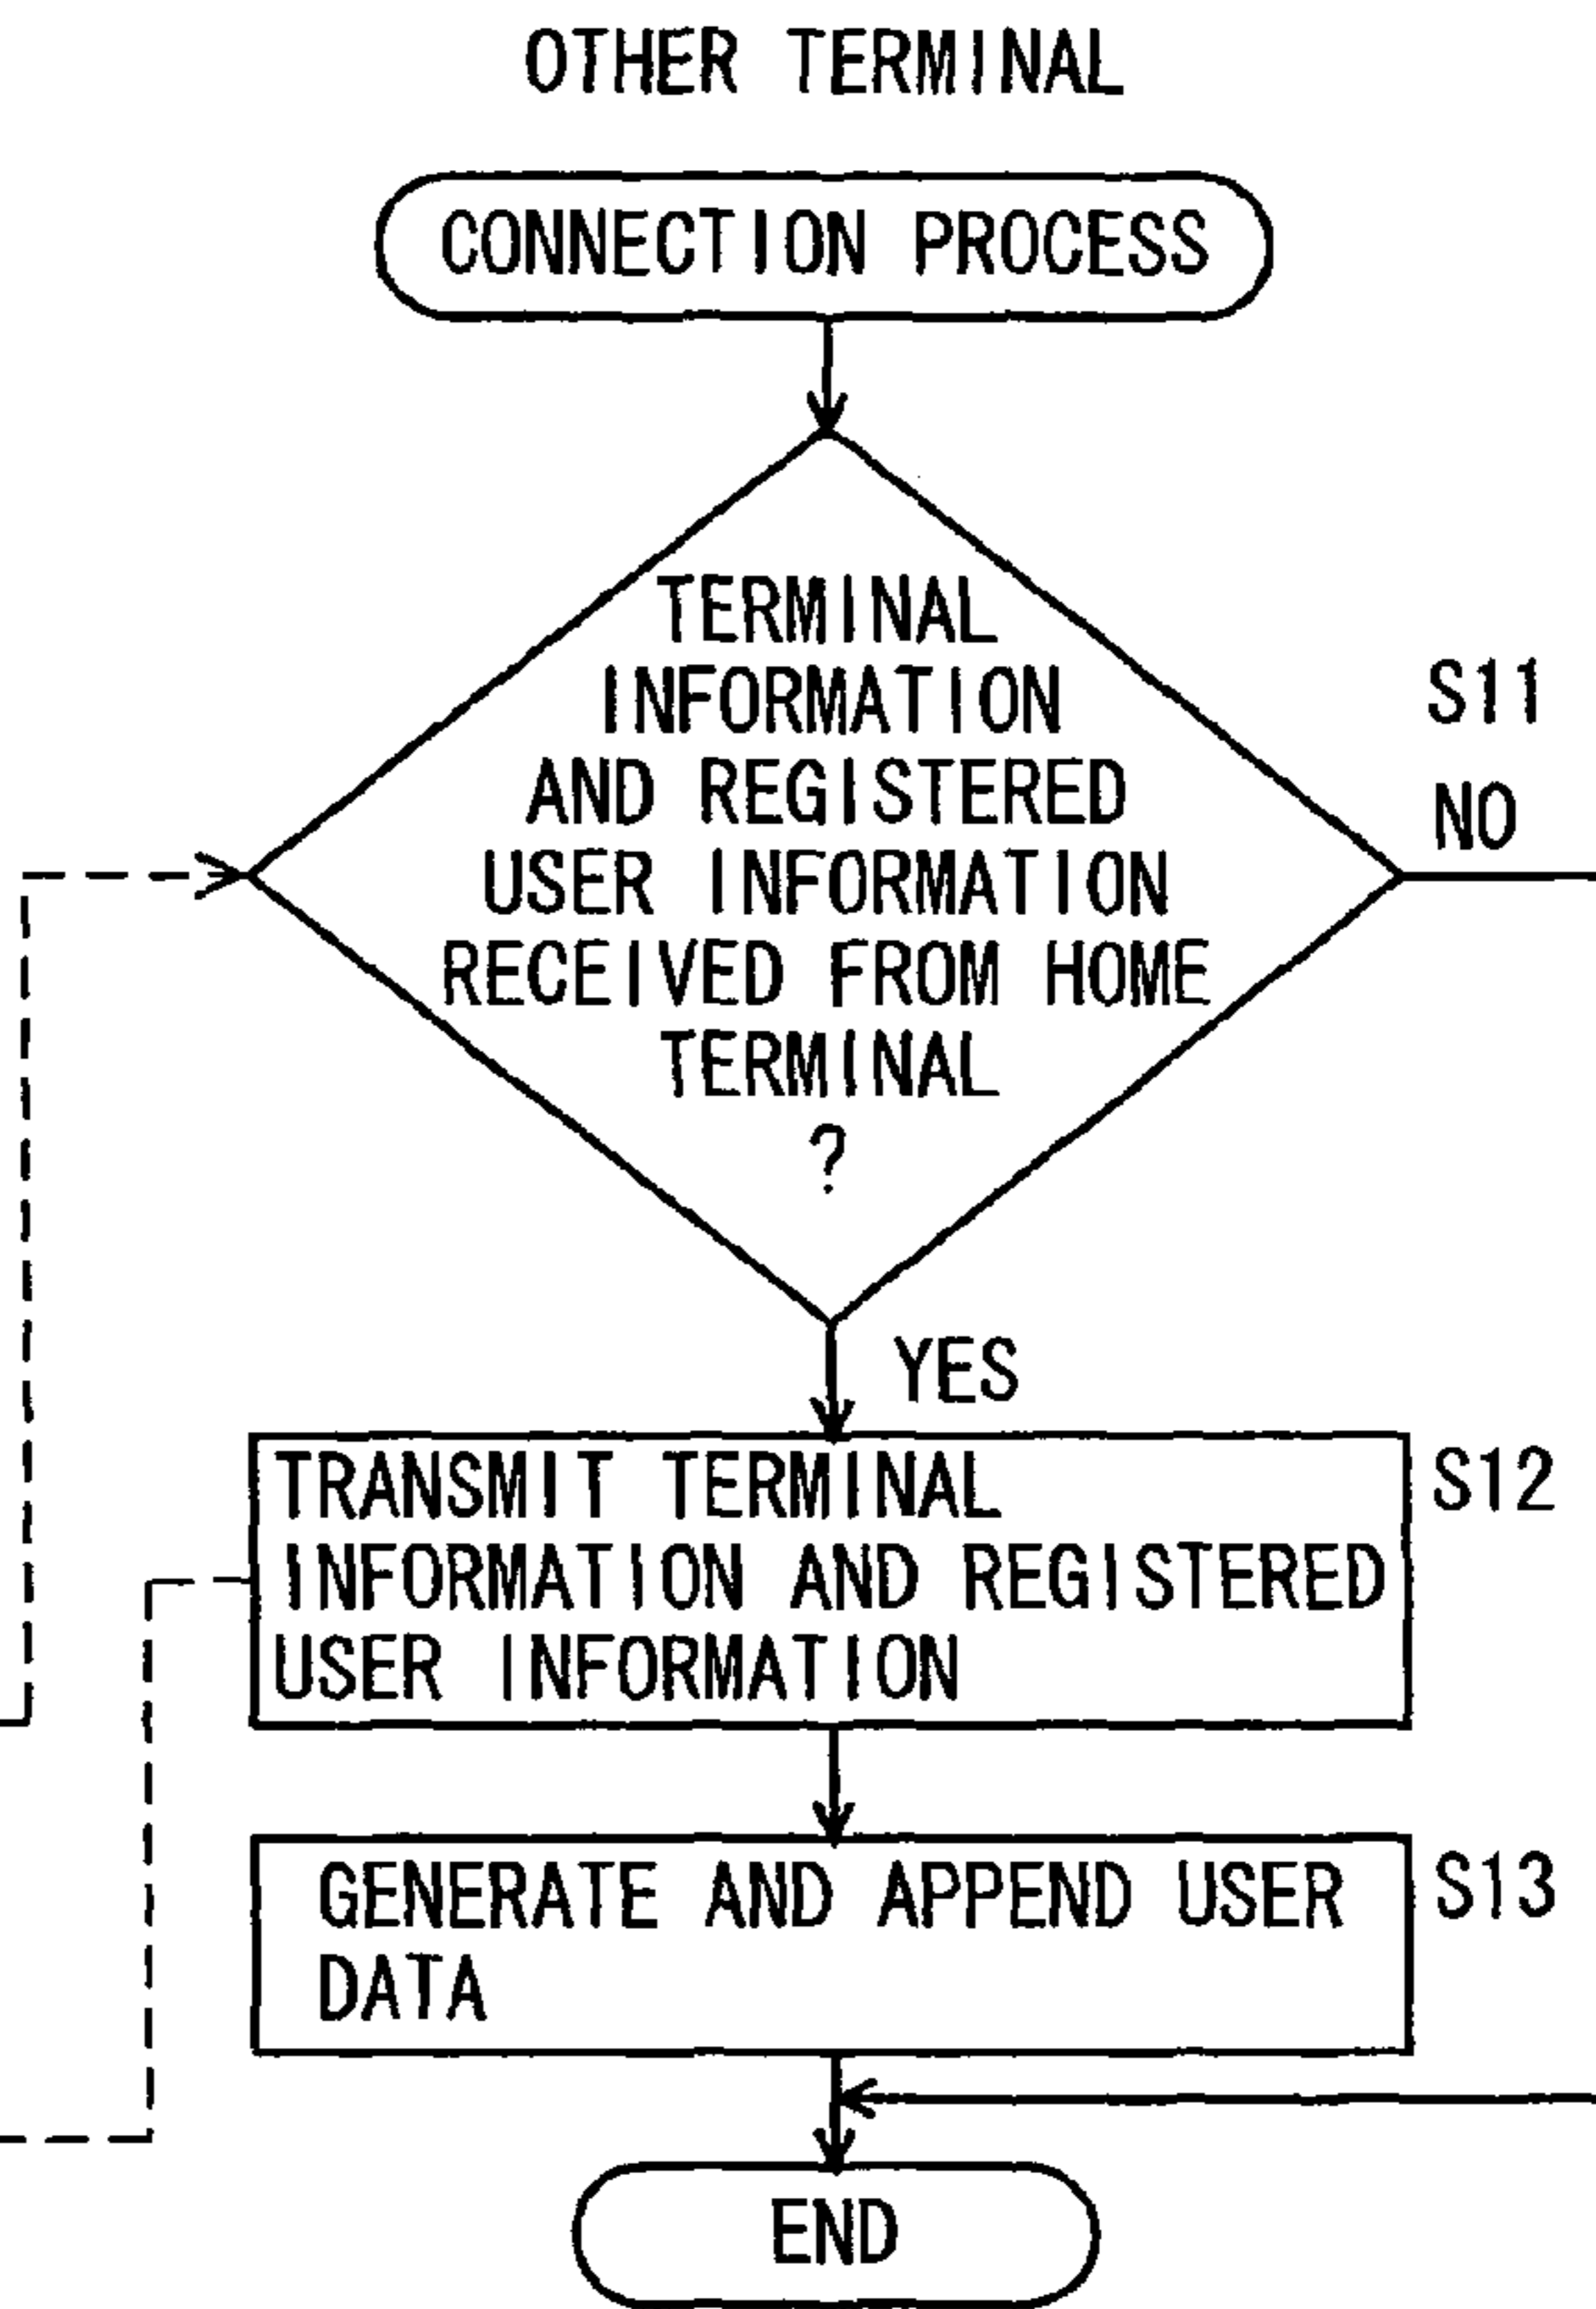 OTHER TERMINAL
CONNECTION PROCESS
TERMINAL
INFORMATION
AND REGISTERED
USER INFORMATION
RECEIVED FROM HOME
TERMINAL
?
S11
NO
YES
TRANSMIT TERMINAL
INFORMATION AND REGISTERED
USER INFORMATION
S12
GENERATE AND APPEND USER
DATA
S13
END